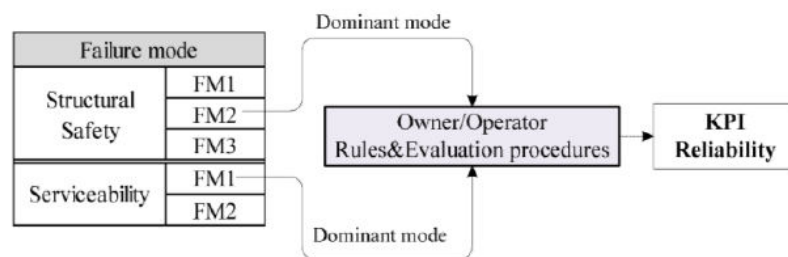 Dominant mode
Failure mode
Structural
Safety
FM1
FM2
FM3
Serviceability
FM1
FM2
Owner/Operator
Rules&Evaluation procedures
KPI
Reliability
Dominant mode